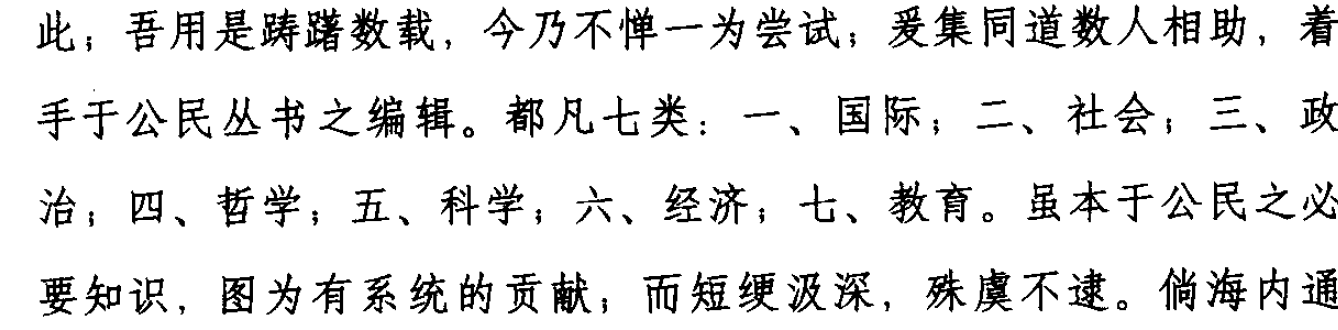 此；吾用是踌躇数载，今乃不惮一为尝试；爰集同道数人相助，着
手于公民丛书之编辑。都凡七类：一、国际；二、社会；三、政
治；四、哲学；五、科学；六、经济；七、教育。虽本于公民之必
要知识，图为有系统的贡献；而短绠汲深，殊虞不逮。倘海内通